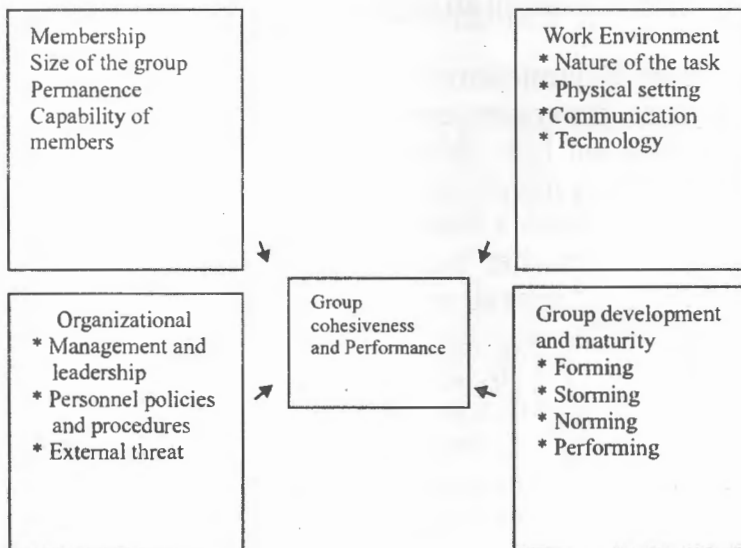 Membership
Size of the group
Permanence
Capability of
members
Work Environment
* Nature of the task
* Physical setting
*Communication
* Technology
Group
cohesiveness
and Performance
Organizational
* Management and
leadership
* Personnel policies
and procedures
* External threat
Group development
and maturity
* Forming
* Storming
* Norming
* Performing